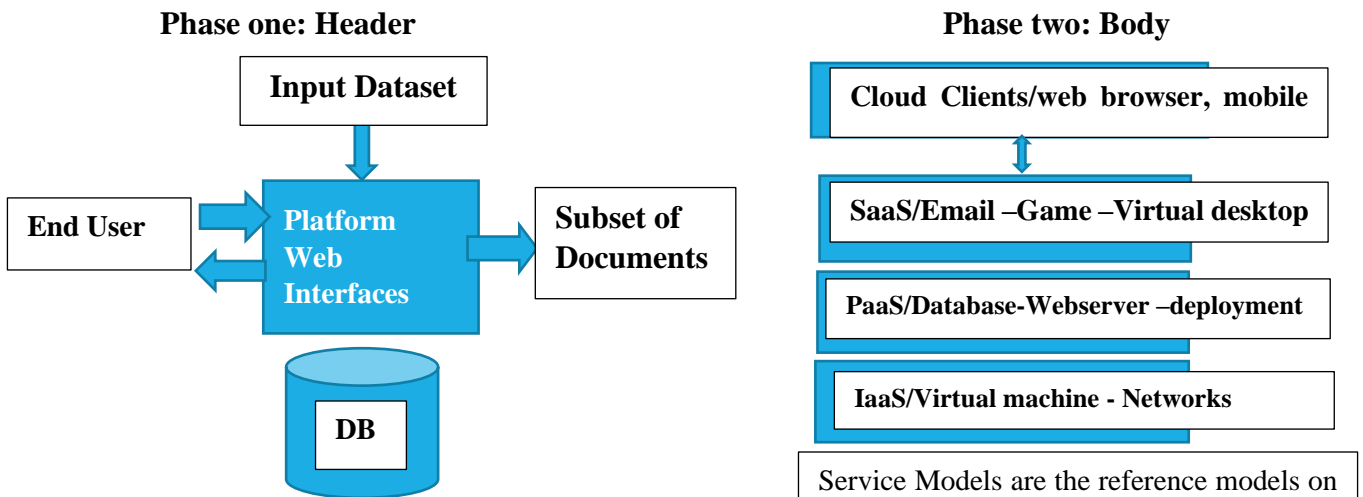 Phase one: Header
Input Dataset
End User
Platform
Web
Interfaces
Subset of
Documents
DB
Phase two: Body
Cloud Clients/web browser, mobile
SaaS/Email –Game –Virtual desktop
PaaS/Database-Webserver –deployment
IaaS/Virtual machine - Networks
Service Models are the reference models on